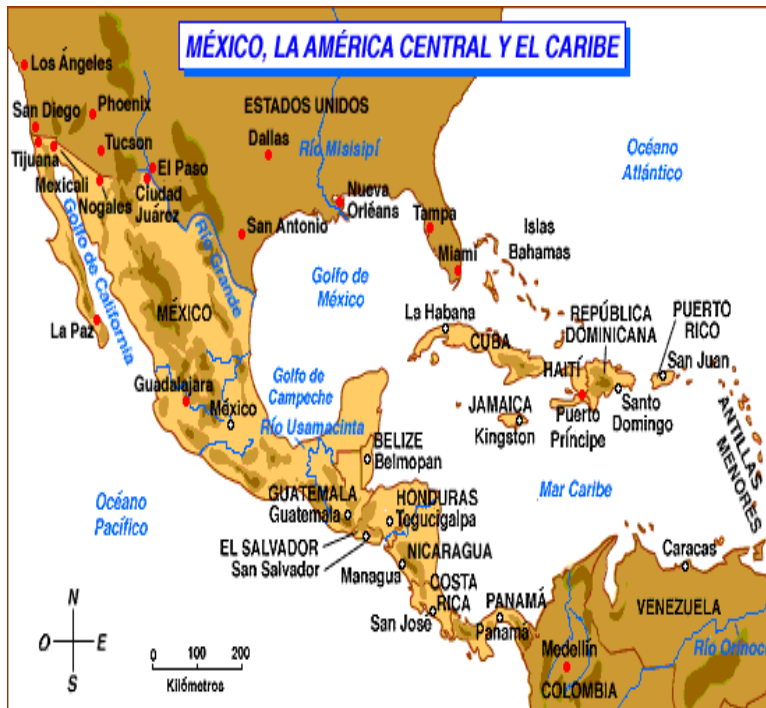 MÉXICO, LA AMÉRICA CENTRAL Y EL CARIBE
Los Ángeles
Phoenix
San Diego
ESTADOS UNIDOS
Dallas
Río Misisipí
Océano
Atlántico
Tucson
Tijuana
El Paso
Mexicali
Ciudad
Juárez
Nogales
Nueva
Orléans
San Antonio
Tampa
Miami
Islas
Bahamas
Golfo de California
Río Grande
Golfo de
México
MÉXICO
La Paz
La Habana
CUBA
REPÚBLICA
DOMINICANA
PUERTO
RICO
San Juan
HAITÍ
Guadalajara
México
Golfo de
Campeche
Río Usamacinta
JAMAICA
Kingston
Puerto
Príncipe
Santo
Domingo
ANTILLAS
MENORES
BELIZE
Belmopan
Mar Caribe
Océano
Pacífico
GUATEMALA
Guatemala
HONDURAS
Tegucigalpa
EL SALVADOR
San Salvador
NICARAGUA
Managua
COSTA
RICA
San José
PANAMÁ
Panamá
Caracas
VENEZUELA
Río Orinoco
Medellín
COLOMBIA
N
O
E
S
0 100 200
Kilómetros